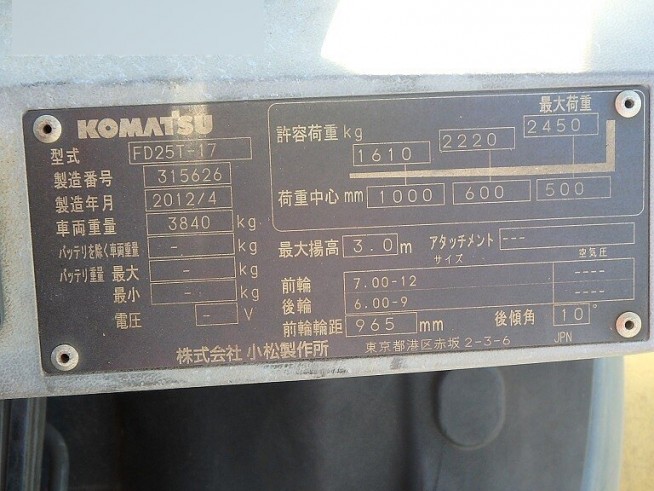 KOMATSU
型式 FD25T-17
製造番号 315626
製造年月 2012/4
車両重量 3840 kg
バッテリを除く車両重量 - kg
バッテリ重量 最大 - kg
最小 - kg
電圧 - V
最大荷重
許容荷重 kg 1610 2220 2450
荷重中心 mm 1000 600 500
最大揚高 3.0 m アタッチメント ---
サイズ 空気圧
前輪 7.00-12 ----
後輪 6.00-9 ----
前輪輪距 965 mm 後傾角 10°
株式会社 小松製作所 東京都港区赤坂 2-3-6 JPN